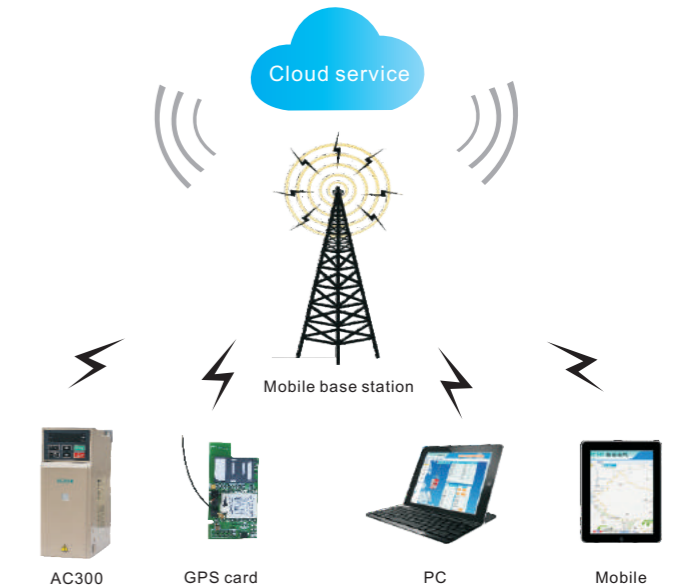 Cloud service
Mobile base station
AC300
GPS card
PC
Mobile